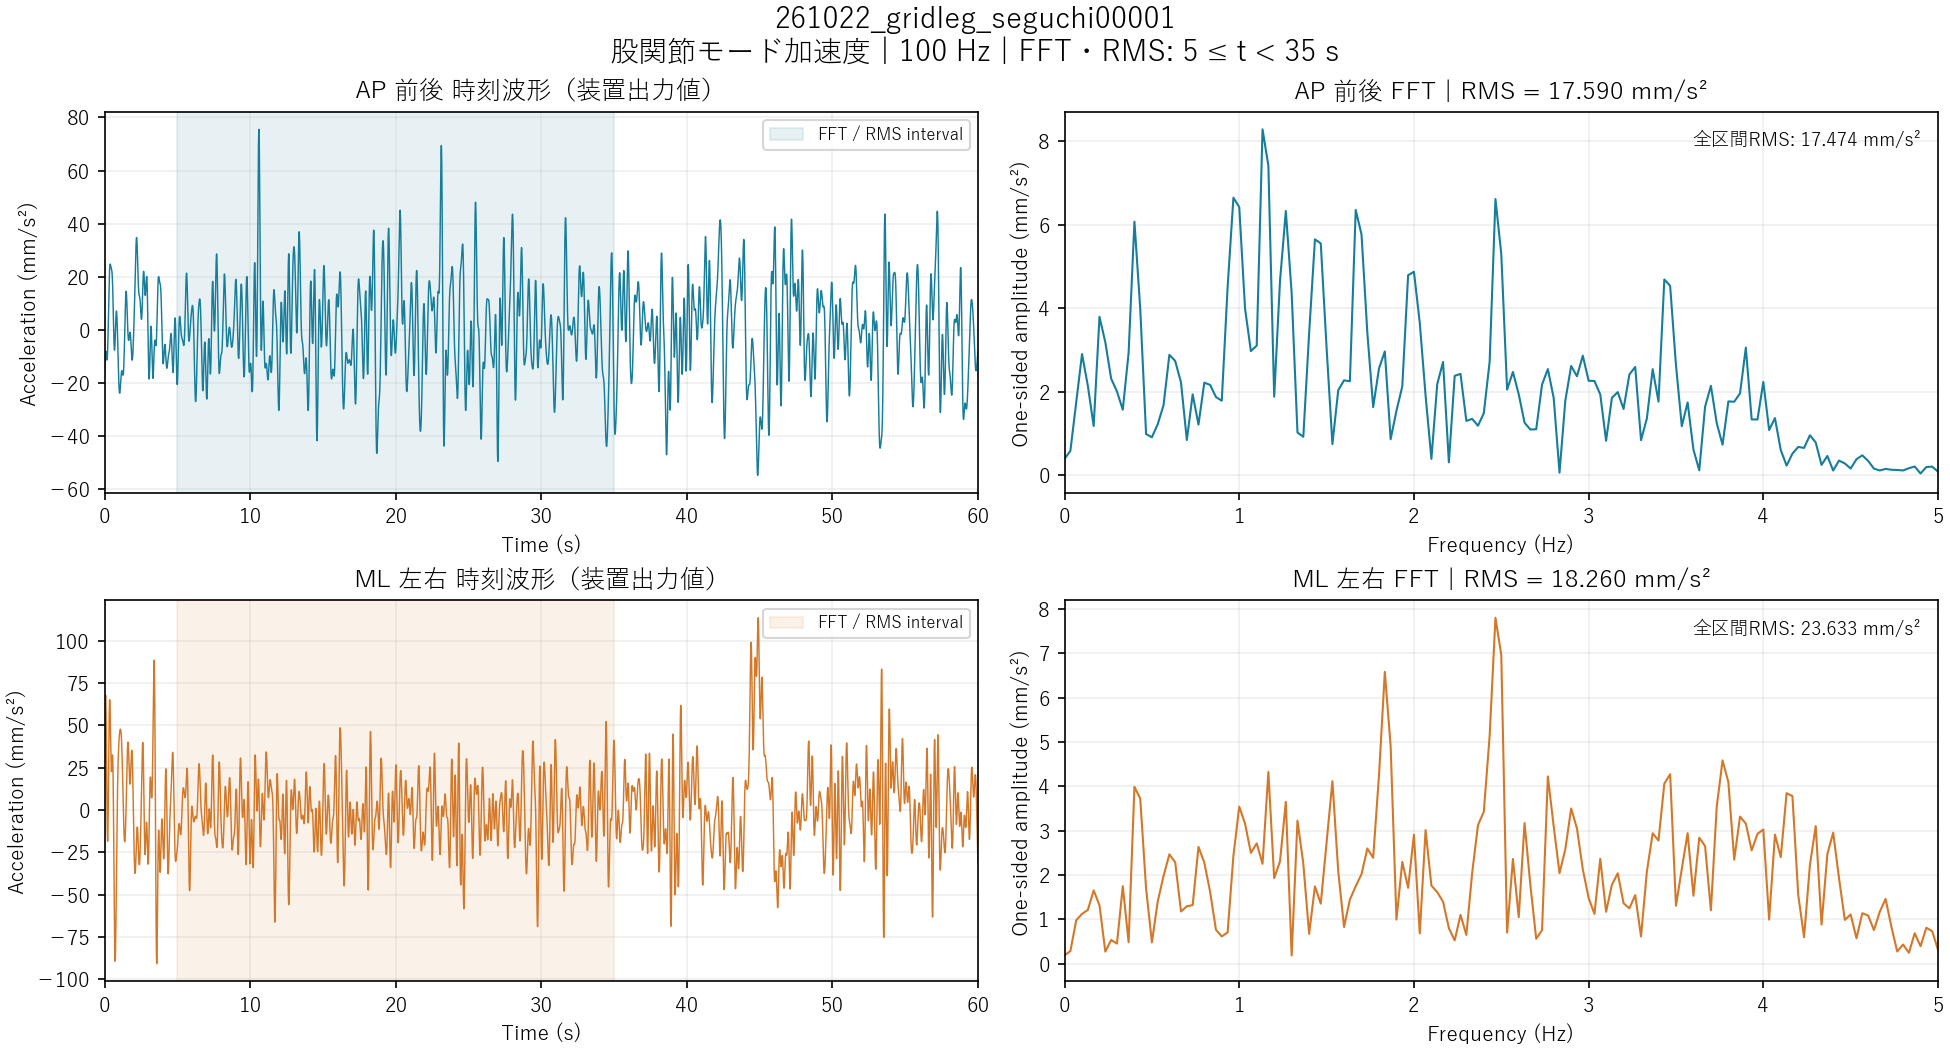 261022_gridleg_seguchi00001
股関節モード加速度 | 100 Hz | FFT・RMS: 5 ≤ t < 35 s
AP 前後 時刻波形（装置出力値）
80
60
40
20
0
−20
−40
−60
Acceleration (mm/s²)
FFT / RMS interval
0 10 20 30 40 50 60
Time (s)
AP 前後 FFT | RMS = 17.590 mm/s²
8
6
4
2
0
One-sided amplitude (mm/s²)
全区間RMS: 17.474 mm/s²
0 1 2 3 4 5
Frequency (Hz)
ML 左右 時刻波形（装置出力値）
100
75
50
25
0
−25
−50
−75
−100
Acceleration (mm/s²)
FFT / RMS interval
0 10 20 30 40 50 60
Time (s)
ML 左右 FFT | RMS = 18.260 mm/s²
8
7
6
5
4
3
2
1
0
One-sided amplitude (mm/s²)
全区間RMS: 23.633 mm/s²
0 1 2 3 4 5
Frequency (Hz)